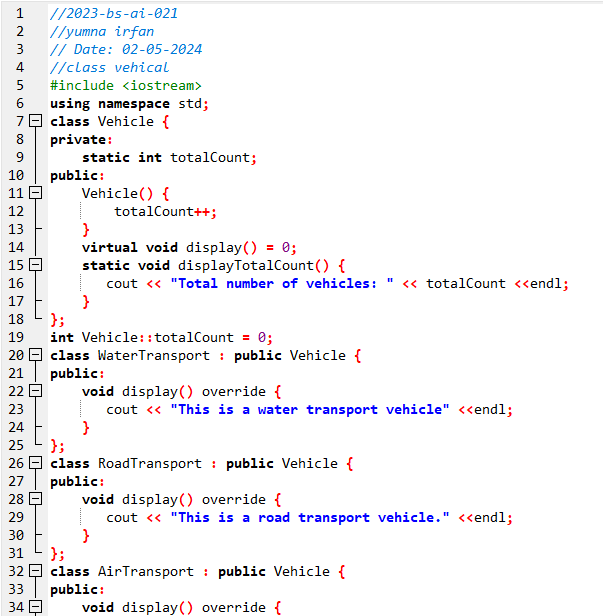 1 //2023-bs-ai-021
2 //yumna irfan
3 // Date: 02-05-2024
4 //class vehical
5 #include <iostream>
6 using namespace std;
7 class Vehicle {
8 private:
9     static int totalCount;
10 public:
11     Vehicle() {
12         totalCount++;
13     }
14     virtual void display() = 0;
15     static void displayTotalCount() {
16        cout << "Total number of vehicles: " << totalCount <<endl;
17     }
18 };
19 int Vehicle::totalCount = 0;
20 class WaterTransport : public Vehicle {
21 public:
22     void display() override {
23        cout << "This is a water transport vehicle" <<endl;
24     }
25 };
26 class RoadTransport : public Vehicle {
27 public:
28     void display() override {
29        cout << "This is a road transport vehicle." <<endl;
30     }
31 };
32 class AirTransport : public Vehicle {
33 public:
34     void display() override {